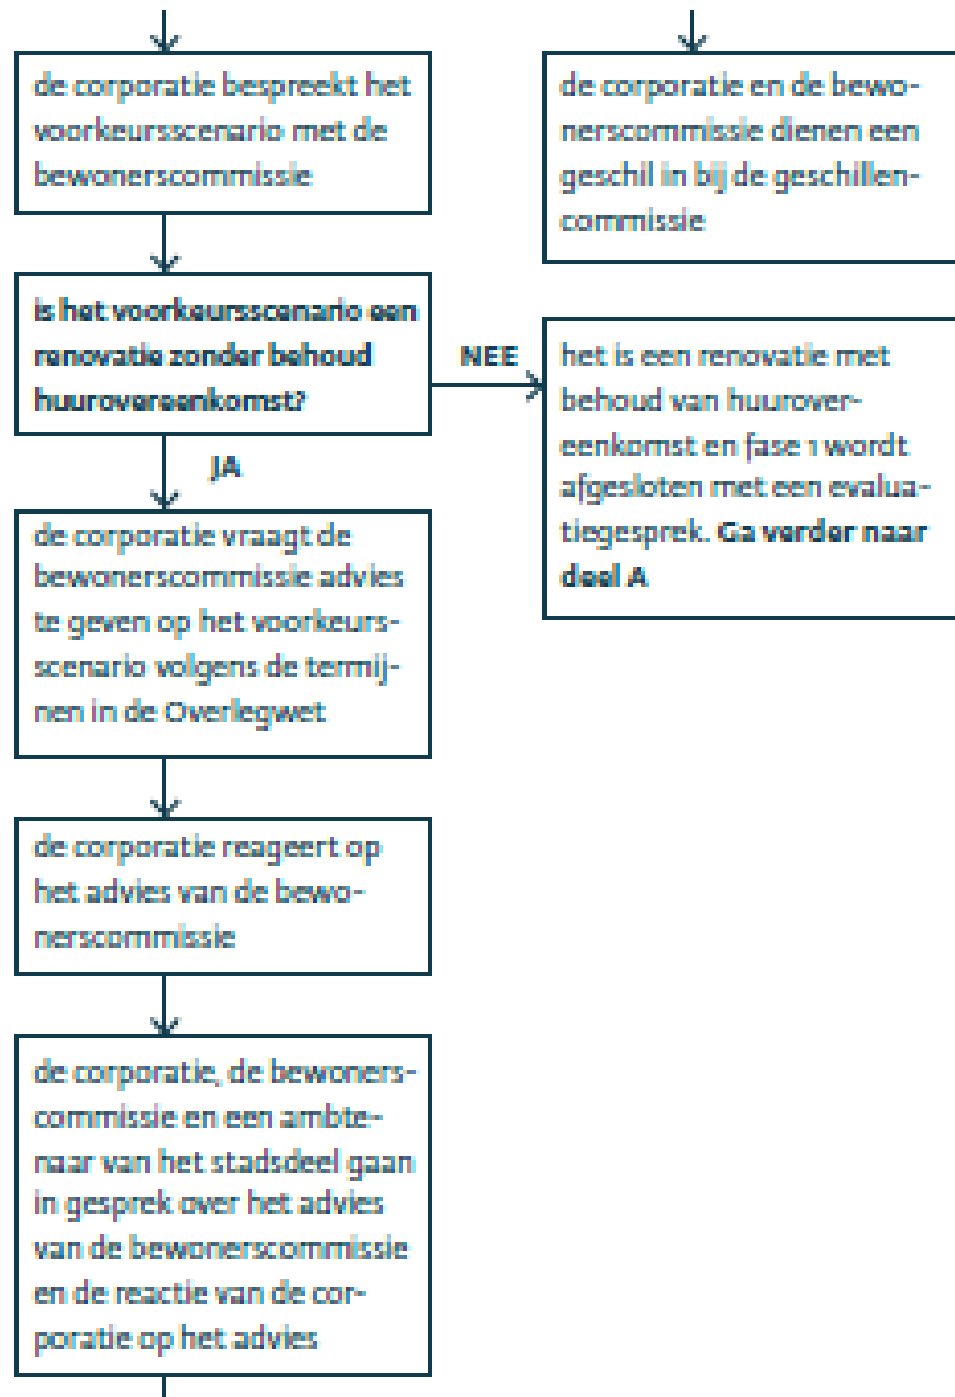 de corporatie bespreekt het
voorkeursscenario met de
bewonerscommissie
de corporatie en de bewo-
nerscommissie dienen een
geschil in bij de geschillen-
commissie
is het voorkeursscenario een
renovatie zonder behoud
huurovereenkomst?
NEE
het is een renovatie met
behoud van huurover-
eenkomst en fase 1 wordt
afgesloten met een evalua-
tiegesprek. Ga verder naar
deel A
JA
de corporatie vraagt de
bewonerscommissie advies
te geven op het voorkeurs-
scenario volgens de termij-
nen in de Overlegwet
de corporatie reageert op
het advies van de bewo-
nerscommissie
de corporatie, de bewoners-
commissie en een ambte-
naar van het stadsdeel gaan
in gesprek over het advies
van de bewonerscommissie
en de reactie van de cor-
poratie op het advies